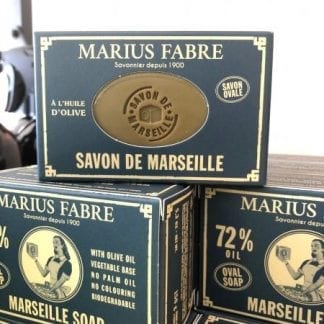 MARIUS FABRE
Savonnier depuis 1900
À L'HUILE
D'OLIVE
SAVON
OVALE
SAVON DE
MARSEILLE
SAVON DE MARSEILLE
MARIUS FABRE
Savonnier depuis 1900
%
WITH OLIVE OIL
VEGETABLE BASE
NO PALM OIL
NO COLOURING
BIODEGRADABLE
MARSEILLE SOAP
MARIUS
Savonnier
72%
OIL
OVAL
SOAP
MARSEILLE